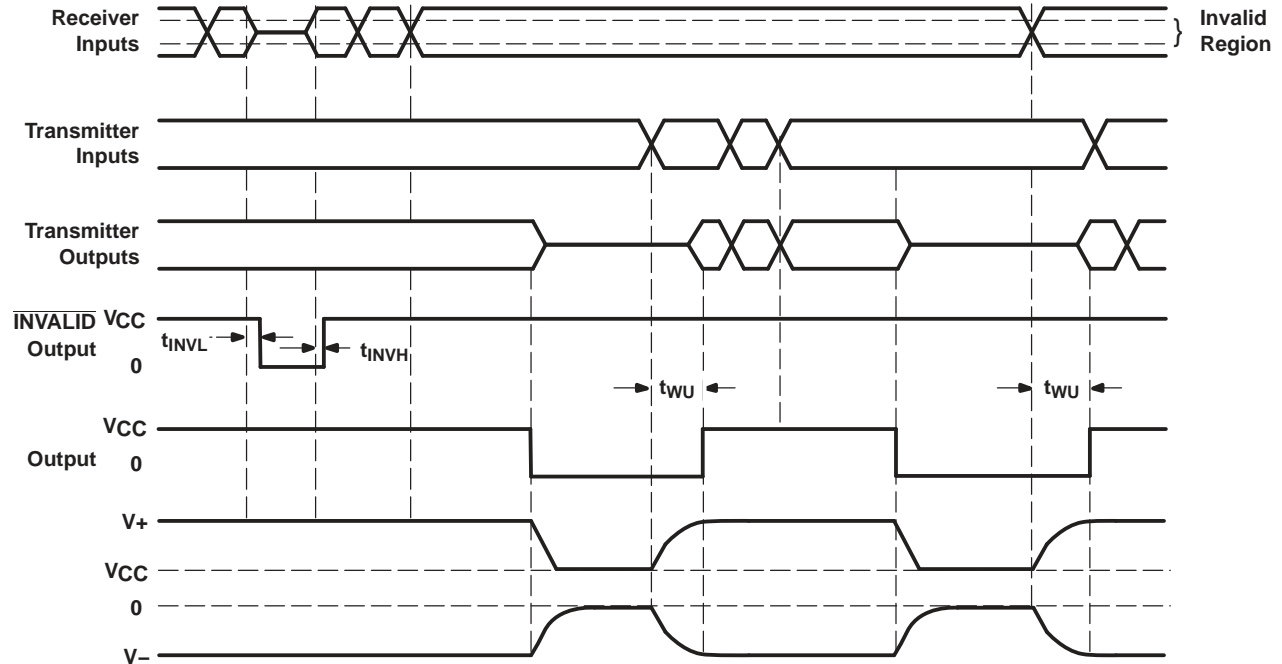 Receiver
Inputs
} Invalid
Region
Transmitter
Inputs
Transmitter
Outputs
INVALID
Output
VCC
0
tINVL
tINVH
tWU
tWU
VCC
Output
0
V+
VCC
0
V−